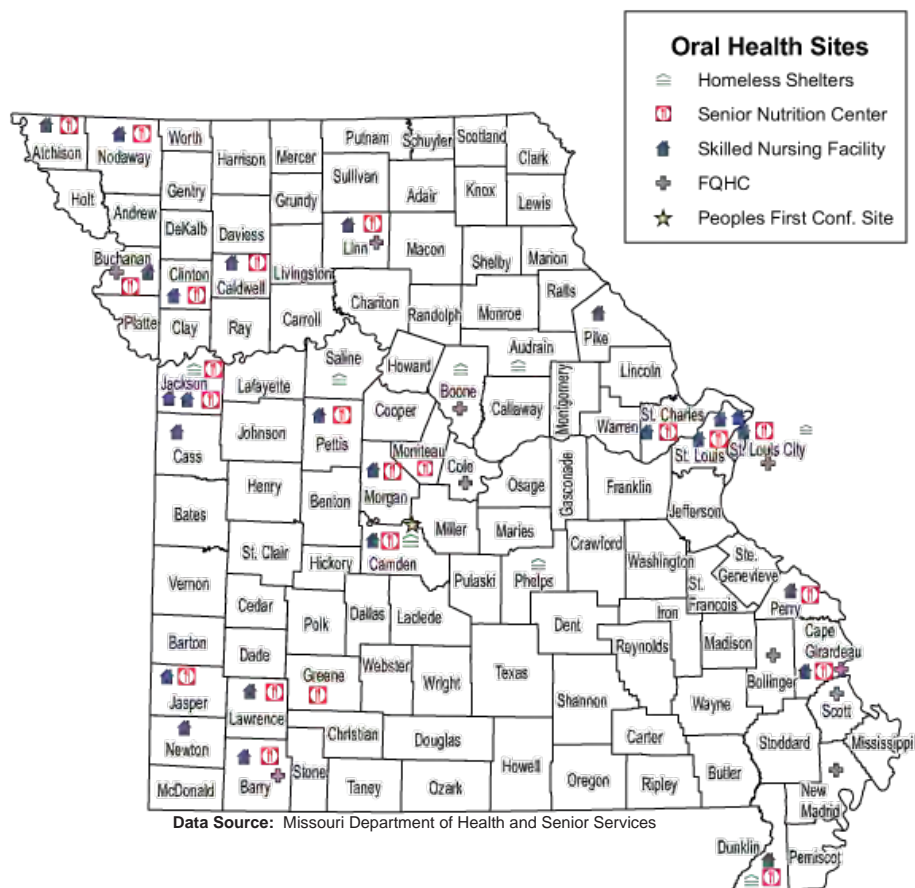 Oral Health Sites
Homeless Shelters
Senior Nutrition Center
Skilled Nursing Facility
FQHC
Peoples First Conf. Site
Atchison
Nodaway
Worth
Harrison
Mercer
Putnam
Schuyler
Scotland
Clark
Holt
Andrew
Gentry
Grundy
Sullivan
Adair
Knox
Lewis
DeKalb
Daviess
Buchanan
Clinton
Caldwell
Livingston
Linn
Macon
Shelby
Marion
Platte
Clay
Ray
Carroll
Chariton
Randolph
Monroe
Ralls
Pike
Jackson
Lafayette
Saline
Howard
Boone
Audrain
Callaway
Montgomery
Lincoln
Warren
St. Charles
St. Louis
St. Louis City
Cass
Johnson
Pettis
Cooper
Moniteau
Cole
Osage
Gasconade
Franklin
Jefferson
Bates
Henry
Benton
Morgan
Miller
Maries
Crawford
Washington
Ste.
Genevieve
St.
Francois
Perry
Vernon
St. Clair
Hickory
Camden
Pulaski
Phelps
Dent
Iron
Reynolds
Madison
Bollinger
Cape
Girardeau
Barton
Cedar
Polk
Dallas
Laclede
Dade
Greene
Webster
Wright
Texas
Shannon
Wayne
Scott
Stoddard
Mississippi
Jasper
Lawrence
Newton
Christian
Douglas
Howell
Carter
Butler
New
Madrid
McDonald
Barry
Stone
Taney
Ozark
Oregon
Ripley
Dunklin
Pemiscot
Data Source: Missouri Department of Health and Senior Services